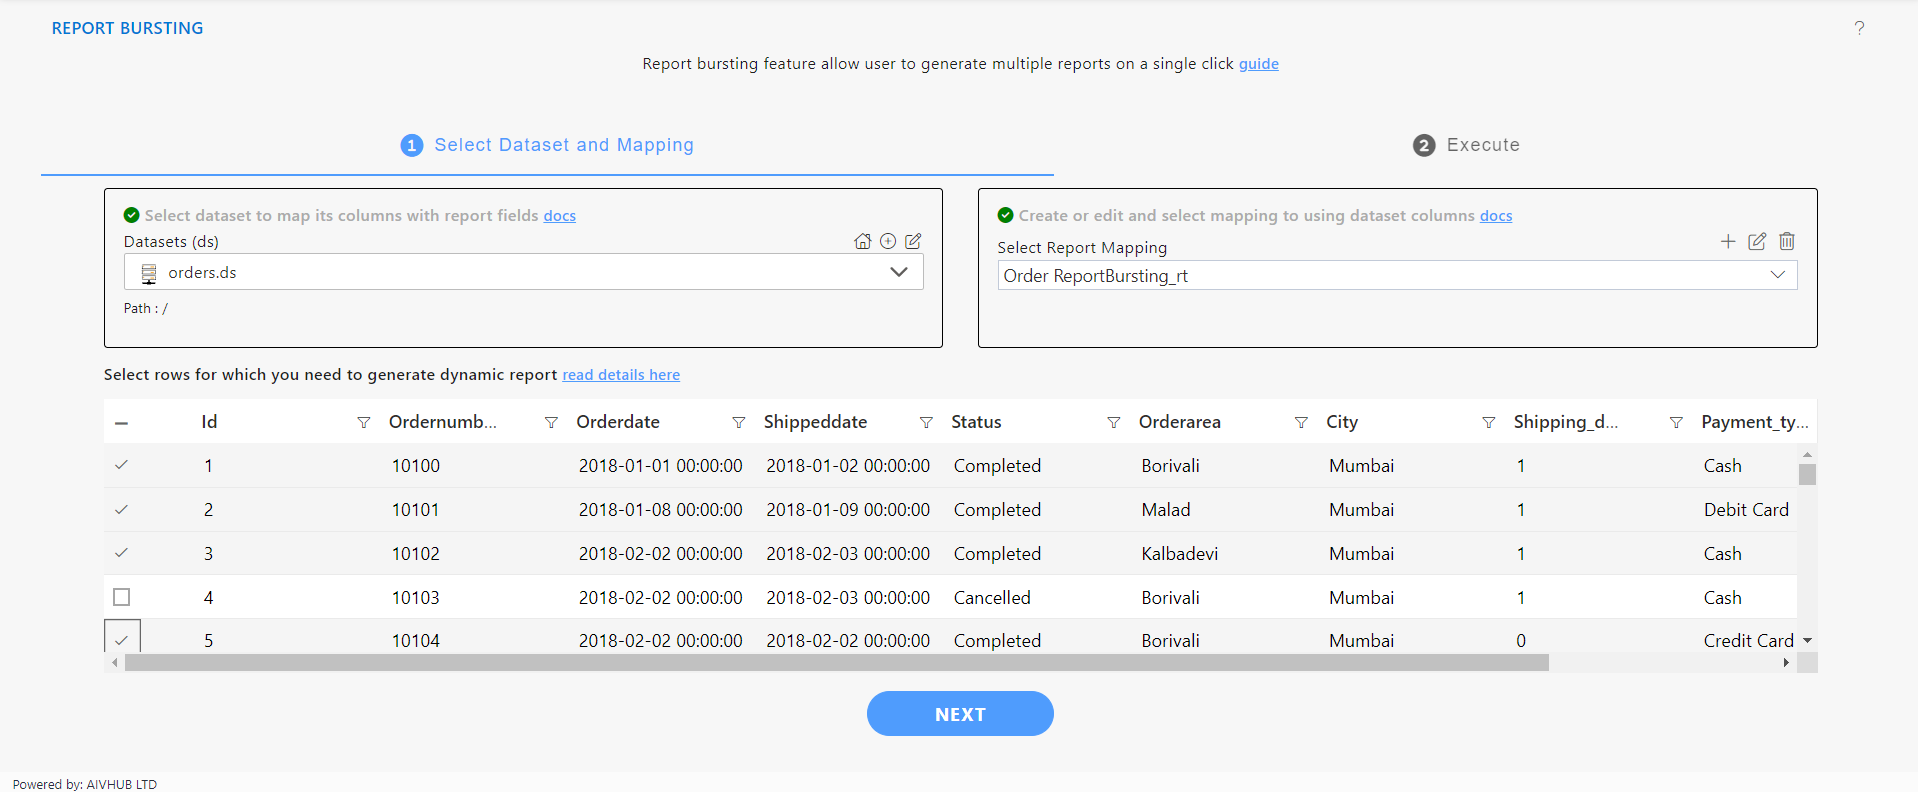 REPORT BURSTING
?
Report bursting feature allow user to generate multiple reports on a single click guide
1 Select Dataset and Mapping
2 Execute
Select dataset to map its columns with report fields docs
Datasets (ds)
orders.ds
Path : /
Create or edit and select mapping to using dataset columns docs
Select Report Mapping
Order ReportBursting_rt
Select rows for which you need to generate dynamic report read details here
Id Ordernumb... Orderdate Shippeddate Status Orderarea City Shipping_d... Payment_ty...
1 10100 2018-01-01 00:00:00 2018-01-02 00:00:00 Completed Borivali Mumbai 1 Cash
2 10101 2018-01-08 00:00:00 2018-01-09 00:00:00 Completed Malad Mumbai 1 Debit Card
3 10102 2018-02-02 00:00:00 2018-02-03 00:00:00 Completed Kalbadevi Mumbai 1 Cash
4 10103 2018-02-02 00:00:00 2018-02-03 00:00:00 Cancelled Borivali Mumbai 1 Cash
5 10104 2018-02-02 00:00:00 2018-02-02 00:00:00 Completed Borivali Mumbai 0 Credit Card
NEXT
Powered by: AIVHUB LTD